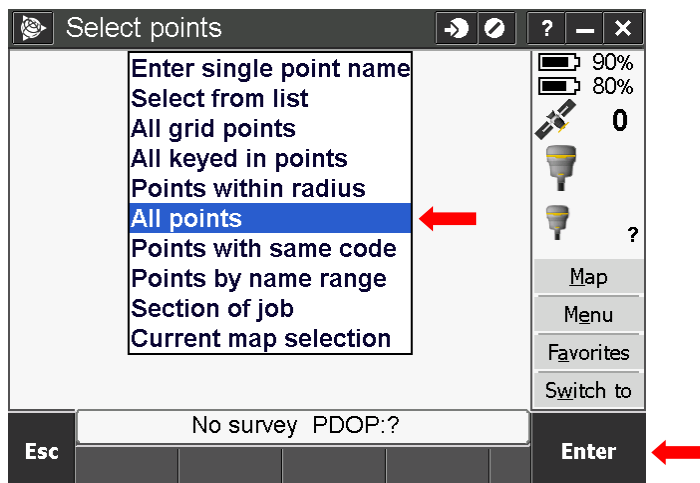 Select points
?
Enter single point name
Select from list
All grid points
All keyed in points
Points within radius
All points
Points with same code
Points by name range
Section of job
Current map selection
90%
80%
0
?
Map
Menu
Favorites
Switch to
No survey PDOP:?
Esc
Enter